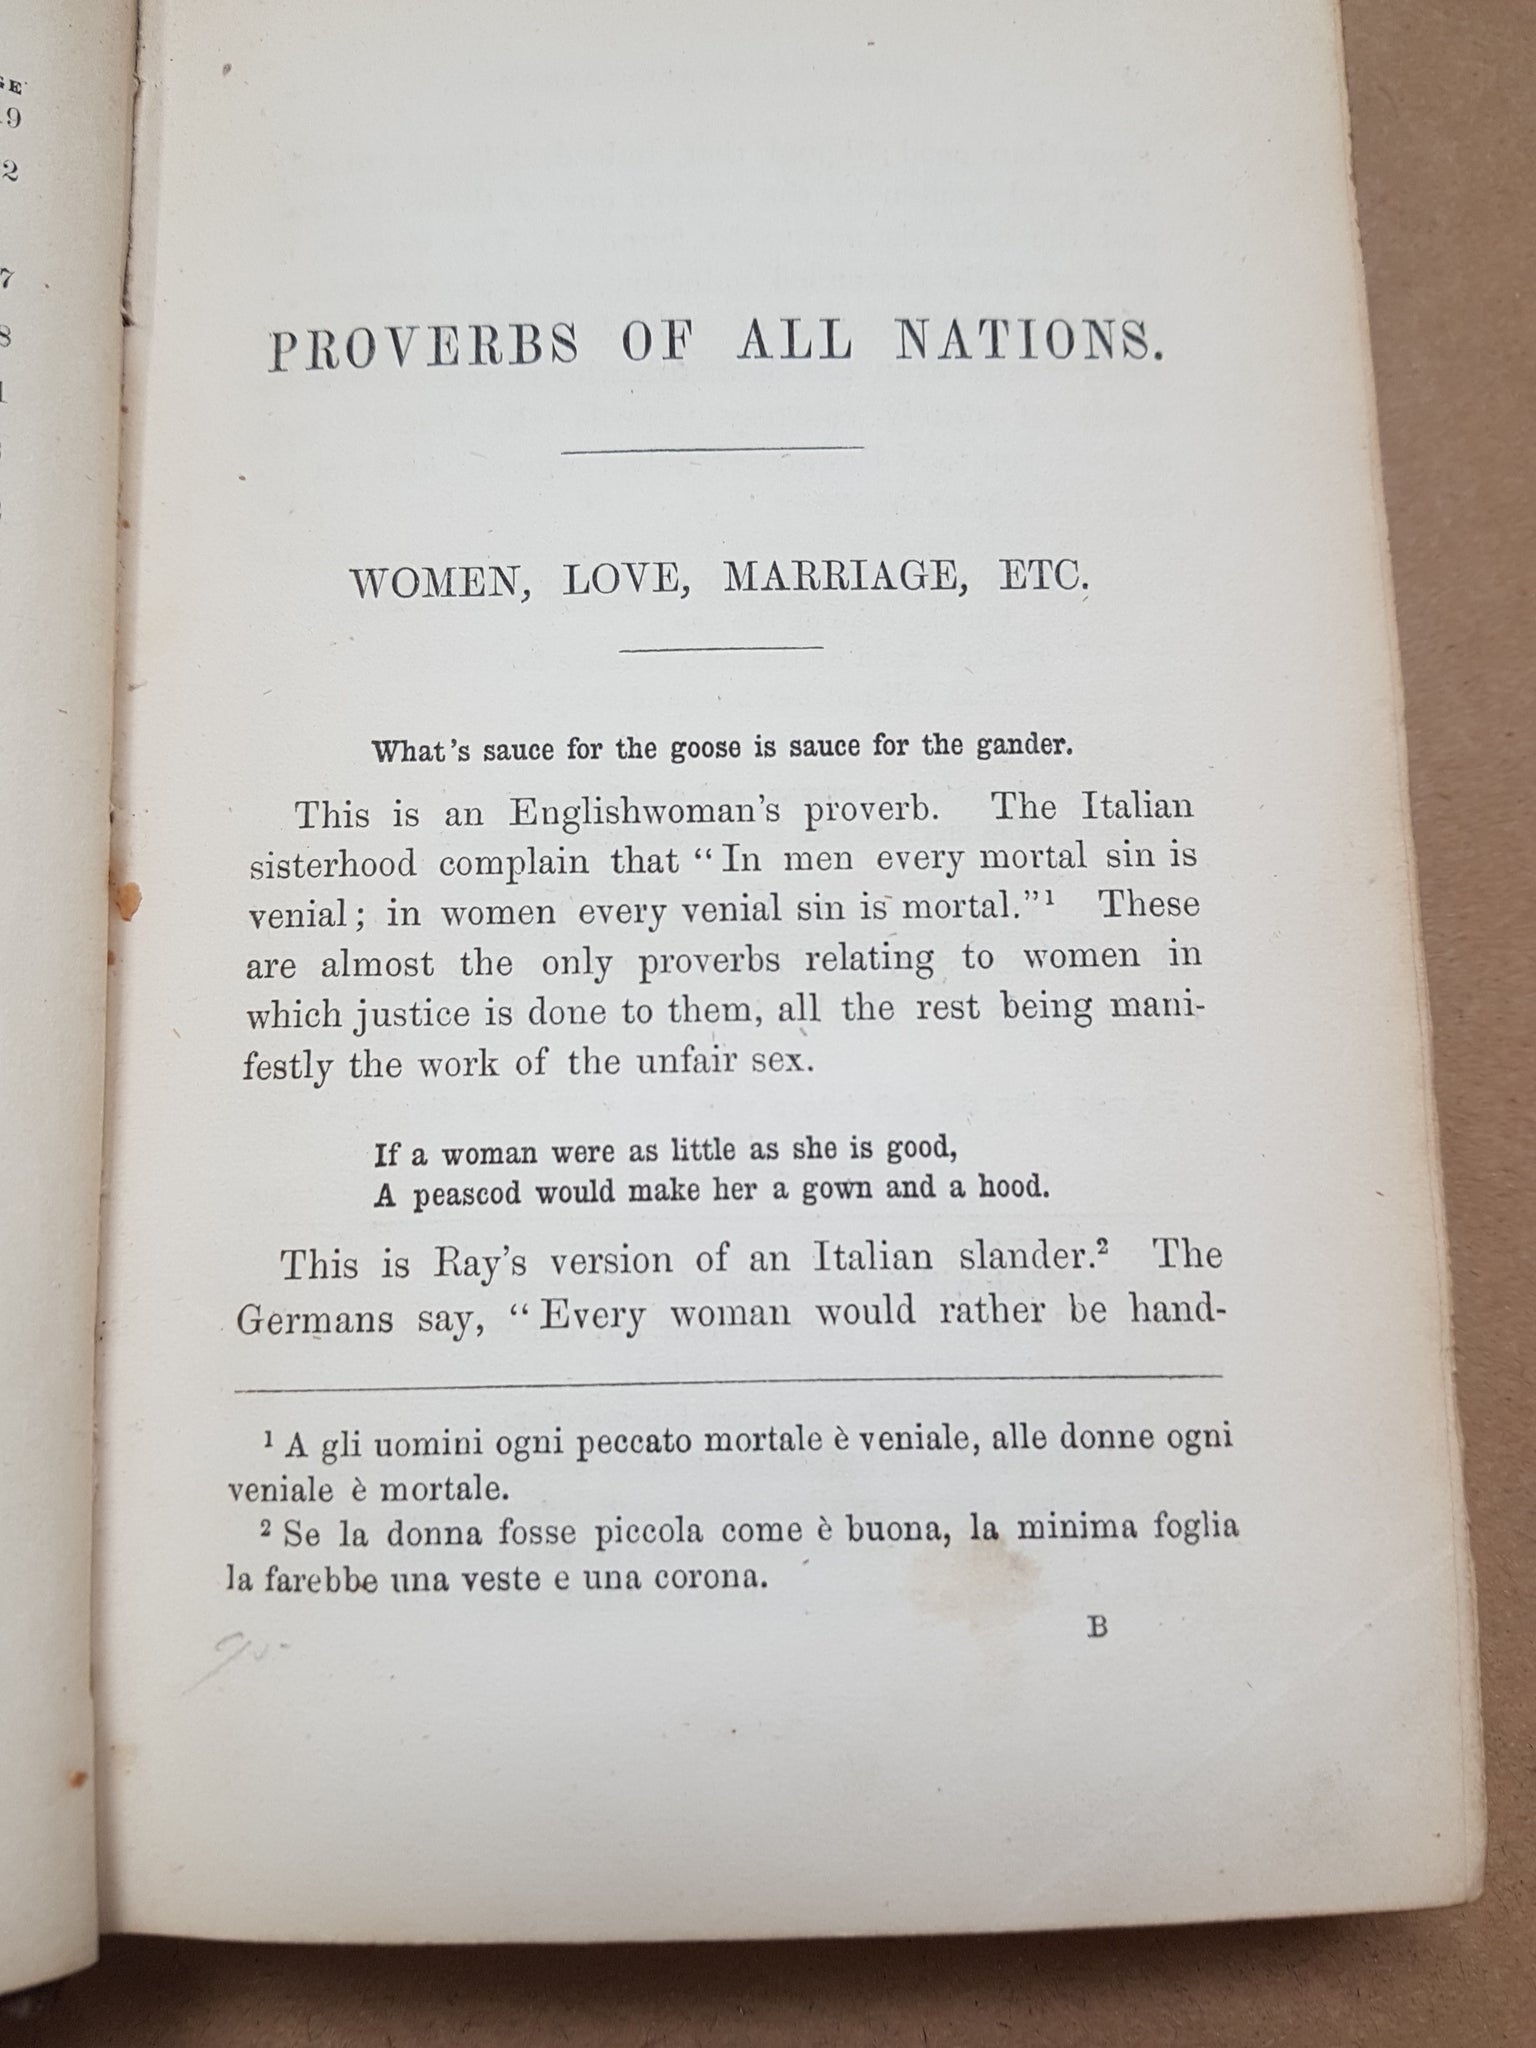 GE
9
2
7
8
1
PROVERBS OF ALL NATIONS.
WOMEN, LOVE, MARRIAGE, ETC.
What's sauce for the goose is sauce for the gander.
This is an Englishwoman's proverb. The Italian
sisterhood complain that “In men every mortal sin is
venial; in women every venial sin is mortal.”¹ These
are almost the only proverbs relating to women in
which justice is done to them, all the rest being mani-
festly the work of the unfair sex.
If a woman were as little as she is good,
A peascod would make her a gown and a hood.
This is Ray's version of an Italian slander.² The
Germans say, “Every woman would rather be hand-
¹ A gli uomini ogni peccato mortale è veniale, alle donne ogni
veniale è mortale.
² Se la donna fosse piccola come è buona, la minima foglia
la farebbe una veste e una corona.
B